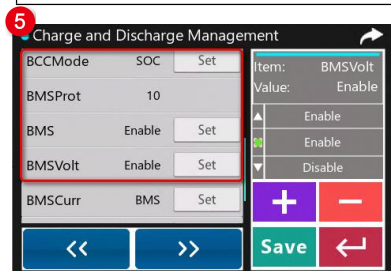 5
Charge and Discharge Management
BCCMode SOC Set
BMSProt 10
BMS Enable Set
BMSVolt Enable Set
BMSCurr BMS Set
<< >>
Item: BMSVolt
Value: Enable
Enable
Enable
Disable
+ −
Save